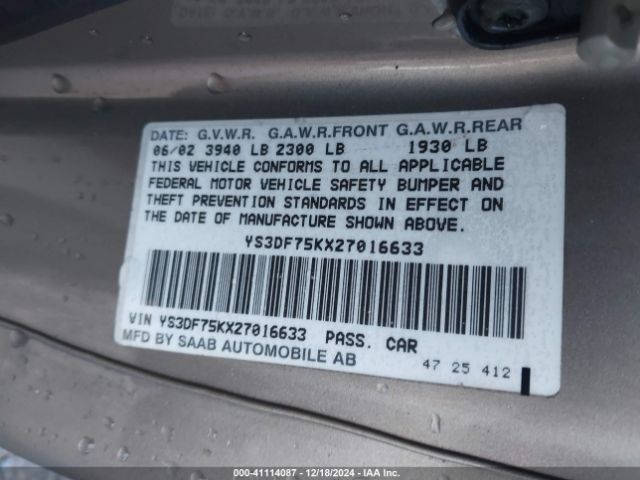 DATE: G.V.W.R. G.A.W.R.FRONT G.A.W.R.REAR
06/02 3940 LB 2300 LB 1930 LB
THIS VEHICLE CONFORMS TO ALL APPLICABLE
FEDERAL MOTOR VEHICLE SAFETY BUMPER AND
THEFT PREVENTION STANDARDS IN EFFECT ON
THE DATE OF MANUFACTURE SHOWN ABOVE.
YS3DF75KX27016633
VIN YS3DF75KX27016633 PASS. CAR
MFD BY SAAB AUTOMOBILE AB
47 25 412
000-41114087 - 12/18/2024 - IAA Inc.